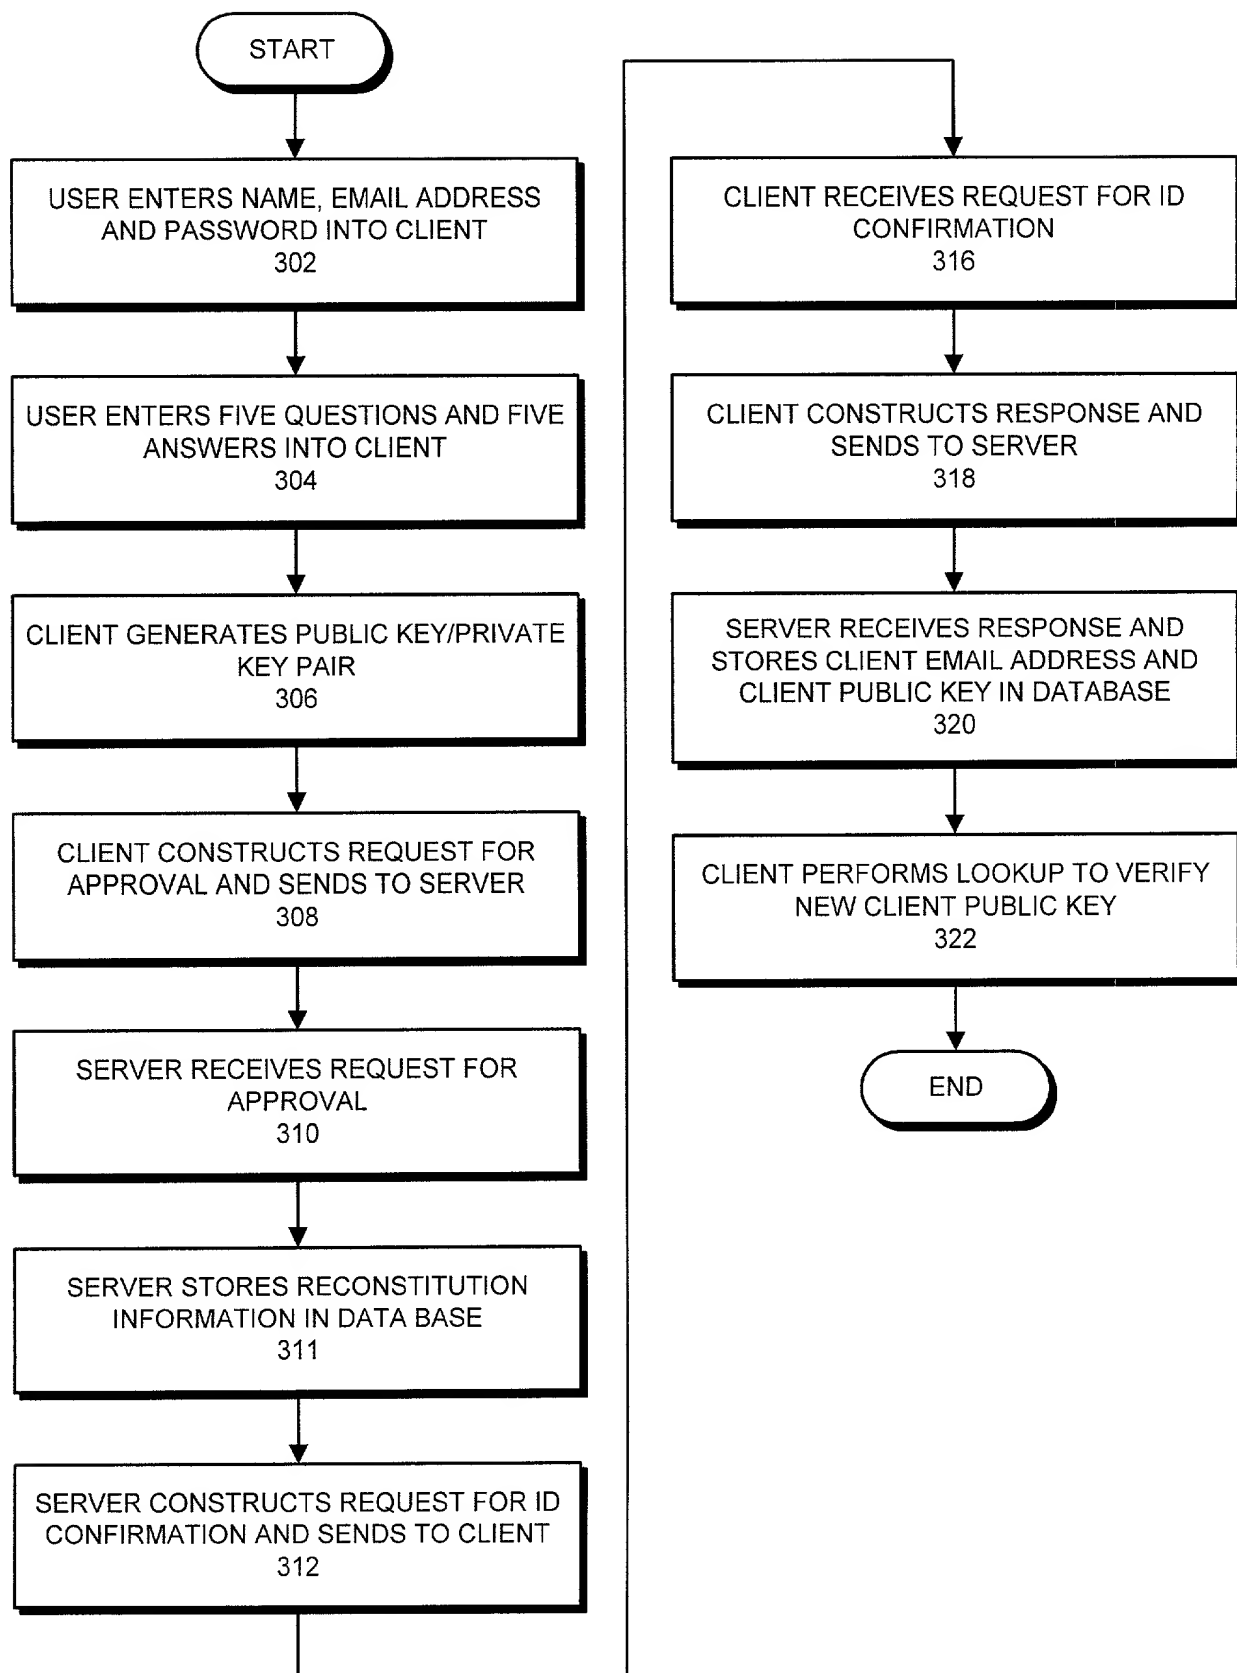 START
USER ENTERS NAME, EMAIL ADDRESS
AND PASSWORD INTO CLIENT
302
USER ENTERS FIVE QUESTIONS AND FIVE
ANSWERS INTO CLIENT
304
CLIENT GENERATES PUBLIC KEY/PRIVATE
KEY PAIR
306
CLIENT CONSTRUCTS REQUEST FOR
APPROVAL AND SENDS TO SERVER
308
SERVER RECEIVES REQUEST FOR
APPROVAL
310
SERVER STORES RECONSTITUTION
INFORMATION IN DATA BASE
311
SERVER CONSTRUCTS REQUEST FOR ID
CONFIRMATION AND SENDS TO CLIENT
312
CLIENT RECEIVES REQUEST FOR ID
CONFIRMATION
316
CLIENT CONSTRUCTS RESPONSE AND
SENDS TO SERVER
318
SERVER RECEIVES RESPONSE AND
STORES CLIENT EMAIL ADDRESS AND
CLIENT PUBLIC KEY IN DATABASE
320
CLIENT PERFORMS LOOKUP TO VERIFY
NEW CLIENT PUBLIC KEY
322
END